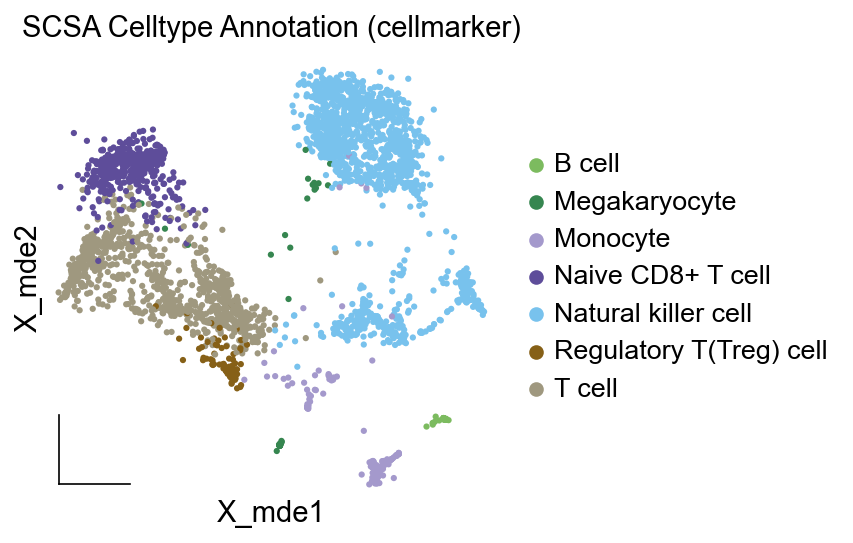 SCSA Celltype Annotation (cellmarker)
B cell
Megakaryocyte
Monocyte
Naive CD8+ T cell
Natural killer cell
Regulatory T(Treg) cell
T cell
X_mde2
X_mde1